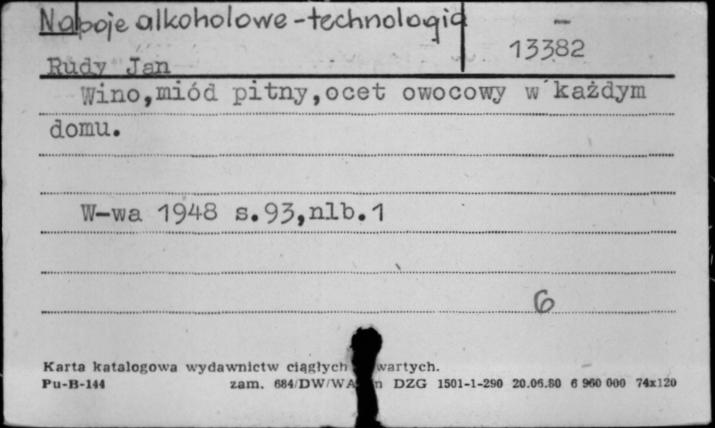 Napoje alkoholowe - technologia
–
13382
Rudy Jan
Wino, miód pitny, ocet owocowy w każdym
domu.
W-wa 1948 s.93,nlb.1
6
Karta katalogowa wydawnictw ciągłych wartych.
Pu-B-144 zam. 684/DW/WA n DZG 1501-1-290 20.06.80 6 960 000 74x120